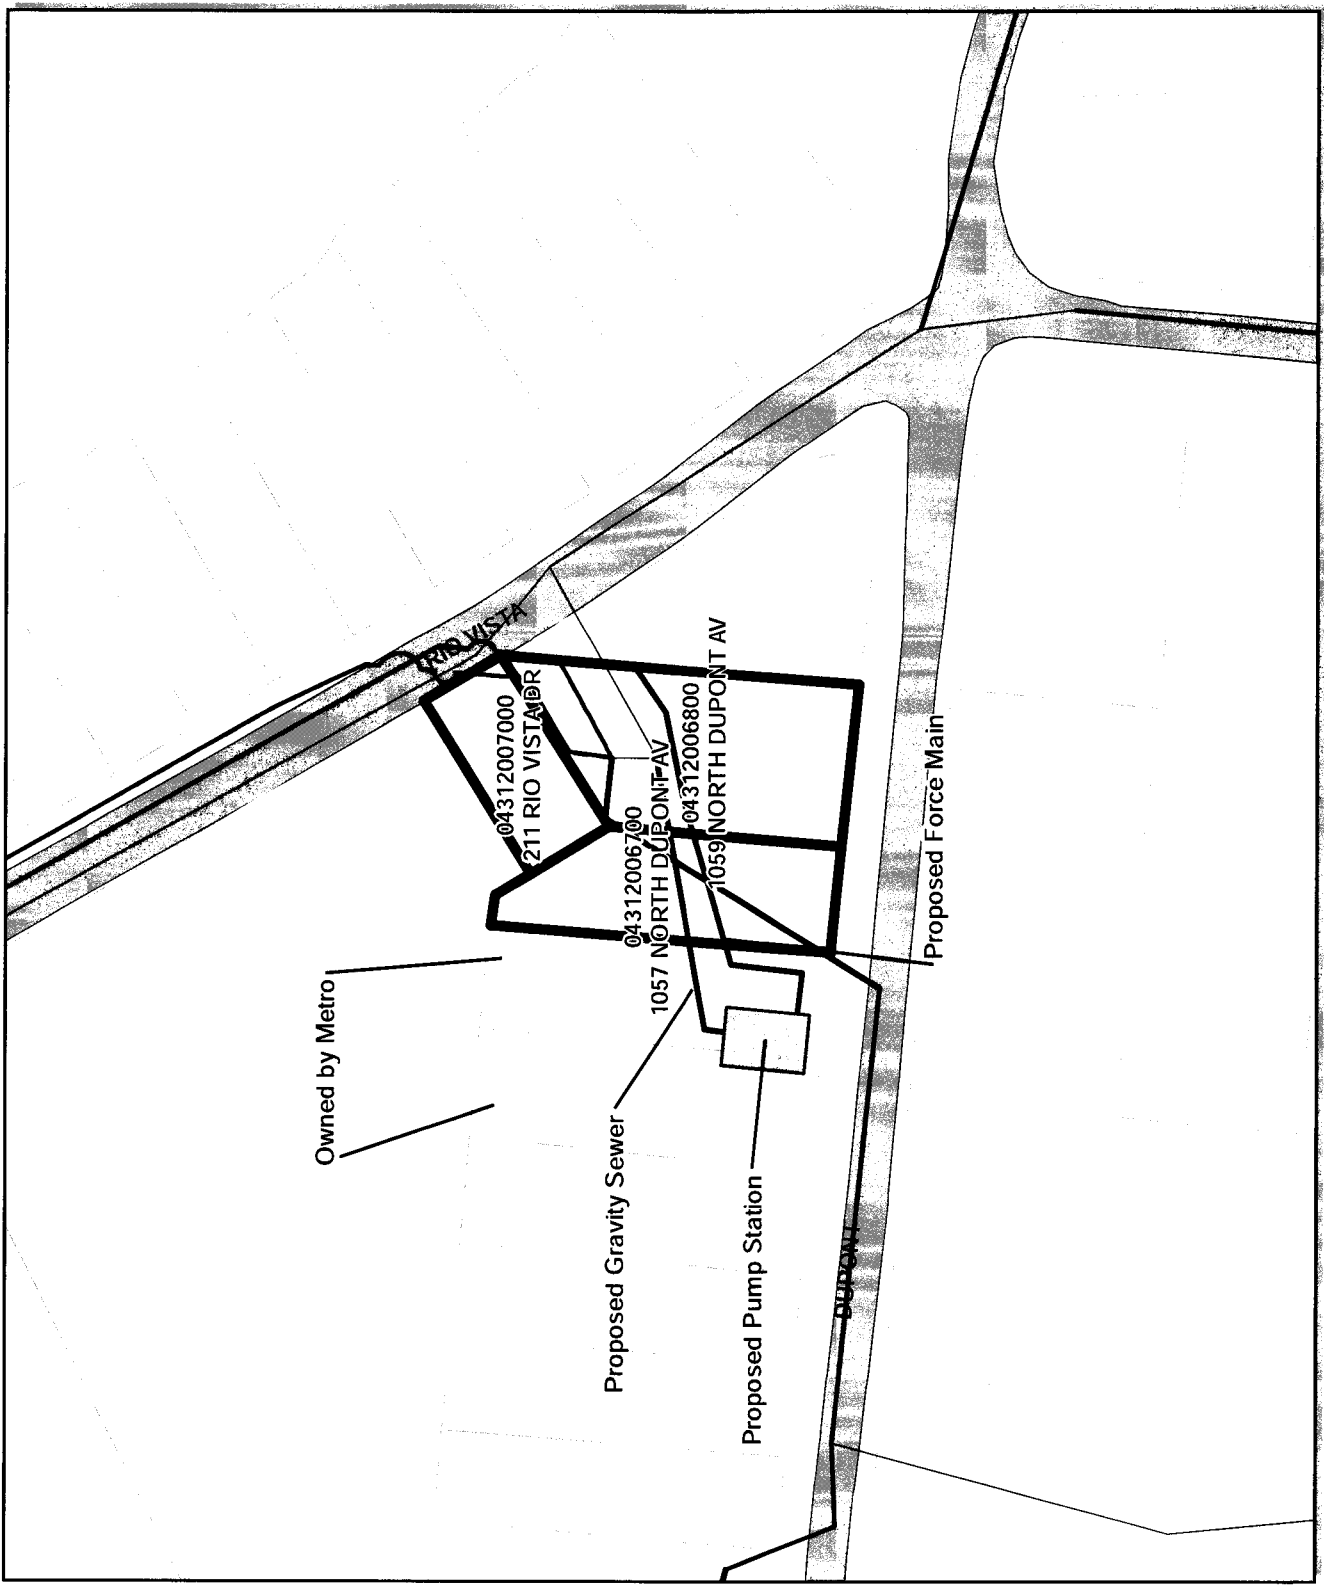 Owned by Metro
RIO VISTA
04312007000
211 RIO VISTA DR
Proposed Gravity Sewer
04312006700
1057 NORTH DUPONT AV
04312006800
1059 NORTH DUPONT AV
Proposed Pump Station
DUPONT
Proposed Force Main